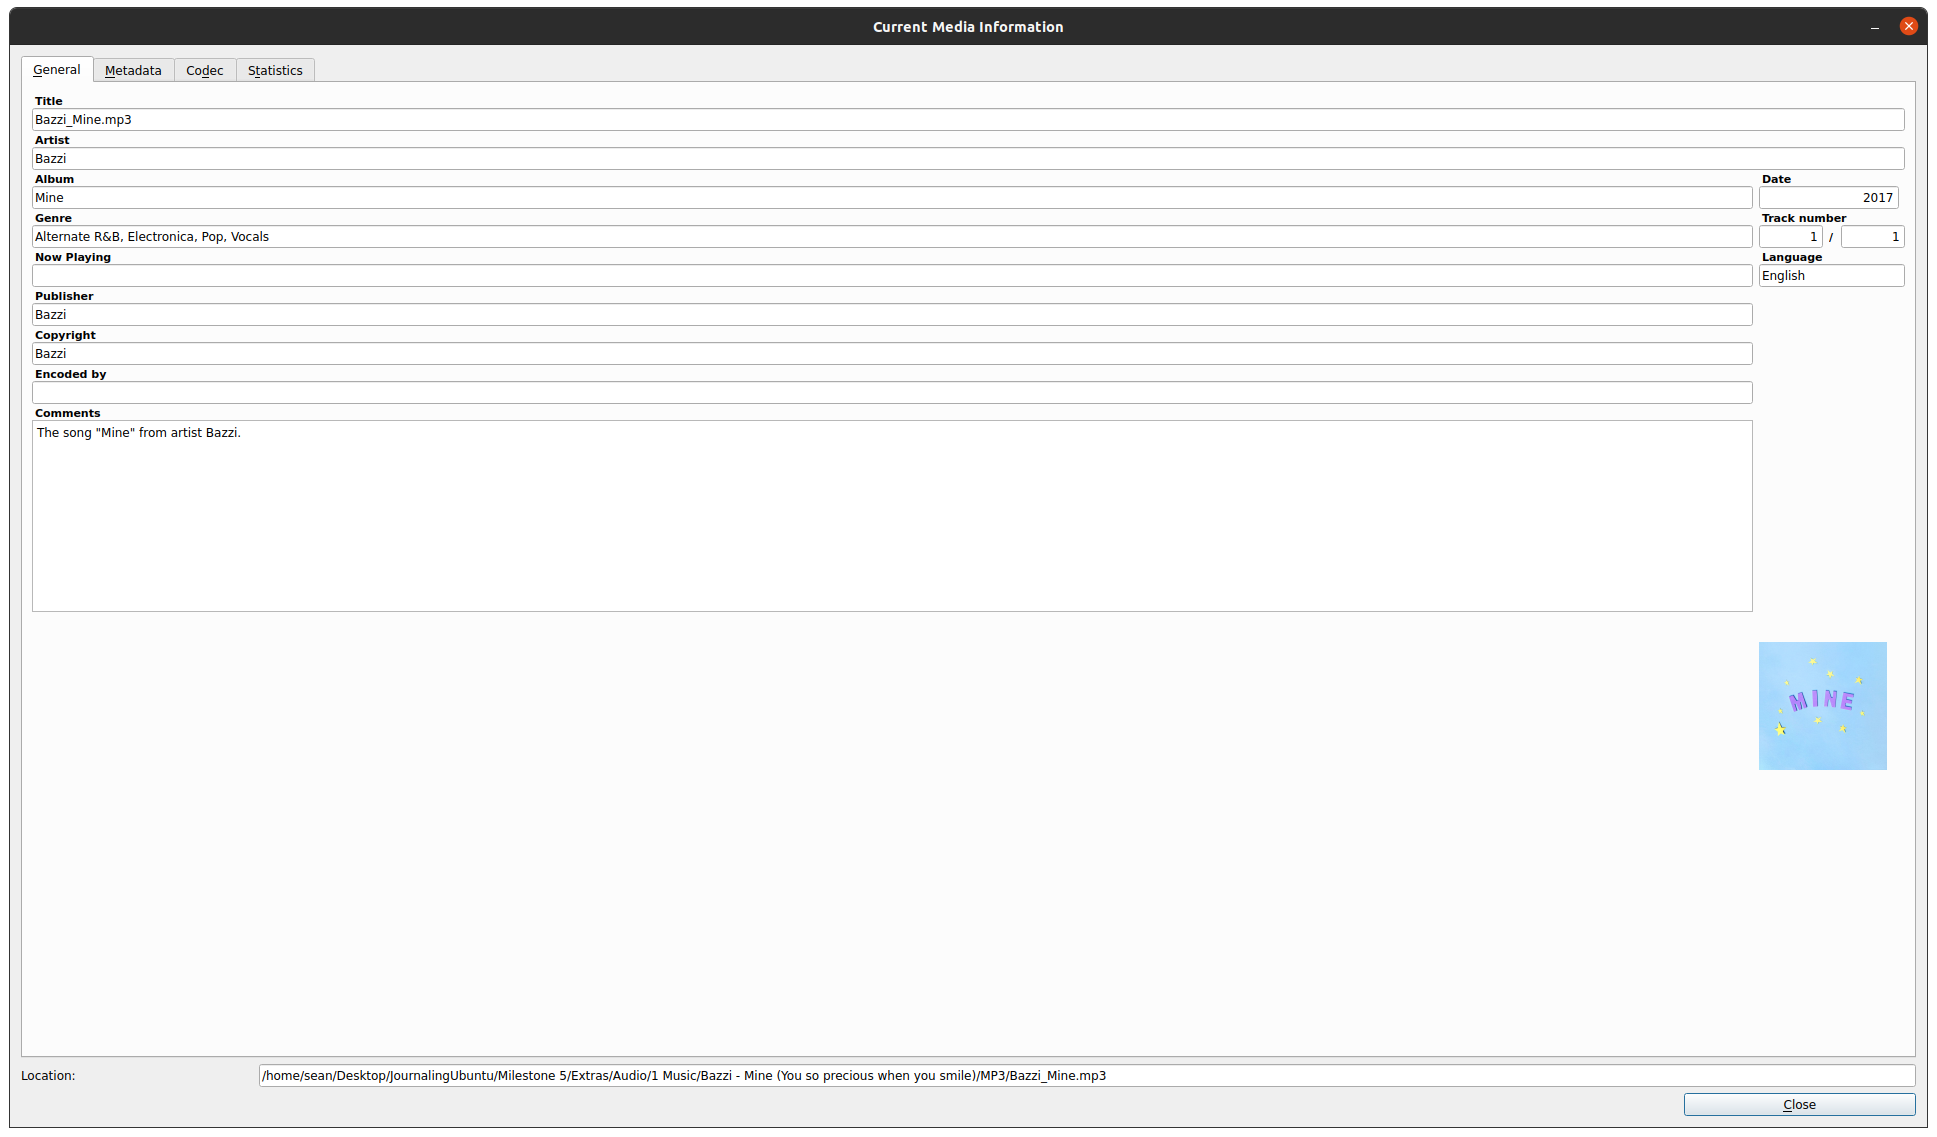 Current Media Information
General Metadata Codec Statistics
Title
Bazzi_Mine.mp3
Artist
Bazzi
Album Date
Mine 2017
Genre Track number
Alternate R&B, Electronica, Pop, Vocals 1 / 1
Now Playing Language
English
Publisher
Bazzi
Copyright
Bazzi
Encoded by
Comments
The song "Mine" from artist Bazzi.
MINE
Location: /home/sean/Desktop/JournalingUbuntu/Milestone 5/Extras/Audio/1 Music/Bazzi - Mine (You so precious when you smile)/MP3/Bazzi_Mine.mp3
Close